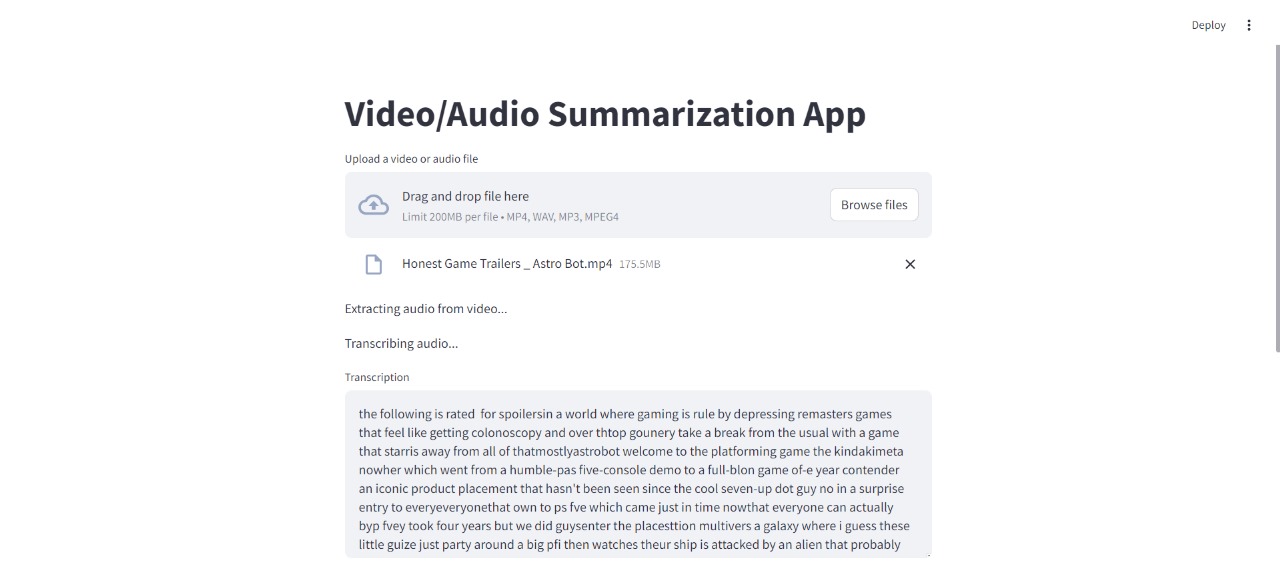 Deploy
Video/Audio Summarization App
Upload a video or audio file
Drag and drop file here
Limit 200MB per file • MP4, WAV, MP3, MPEG4
Browse files
Honest Game Trailers _ Astro Bot.mp4 175.5MB
Extracting audio from video...
Transcribing audio...
Transcription
the following is rated  for spoilersin a world where gaming is rule by depressing remasters games
that feel like getting colonoscopy and over thtop gounery take a break from the usual with a game
that starris away from all of thatmostlyastrobot welcome to the platforming game the kindakimeta
nowher which went from a humble-pas five-console demo to a full-blon game of-e year contender
an iconic product placement that hasn't been seen since the cool seven-up dot guy no in a surprise
entry to everyeveryonethat own to ps fve which came just in time nowthat everyone can actually
byp fvey took four years but we did guysenter the placesttion multivers a galaxy where i guess these
little guize just party around a big pfi then watches theur ship is attacked by an alien that probably